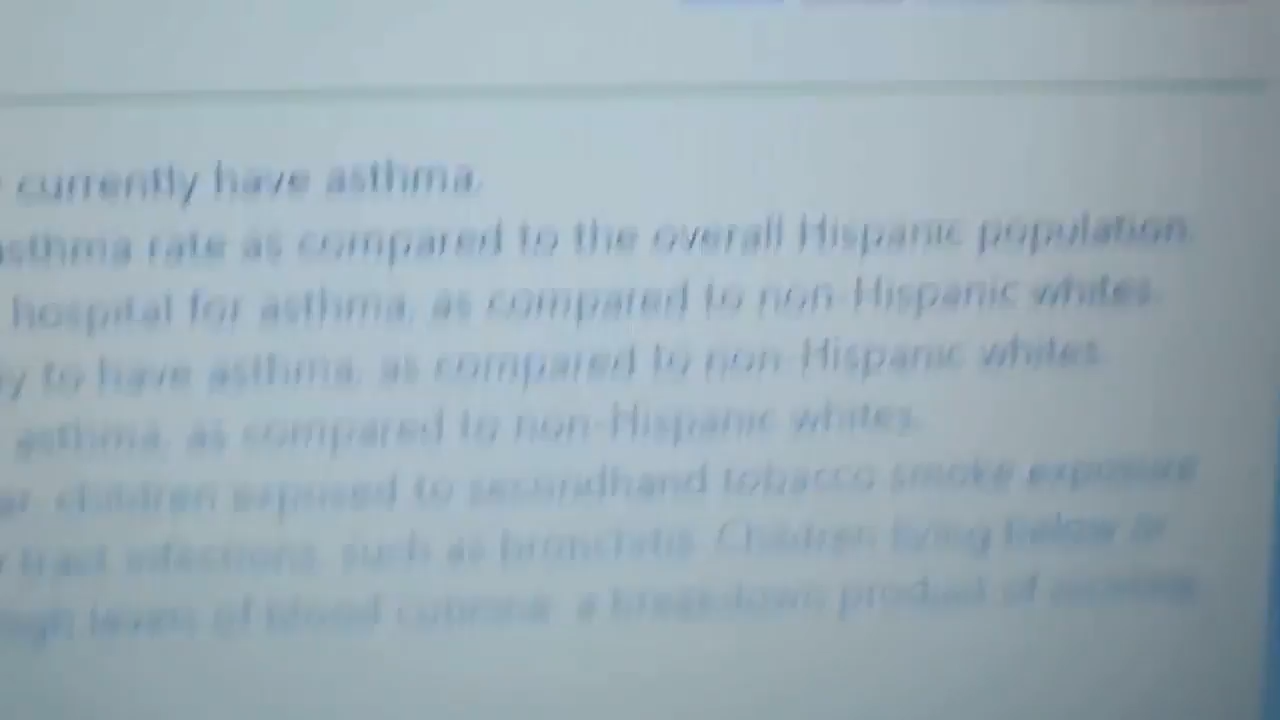 currently have asthma.
asthma rate as compared to the overall Hispanic population.
hospital for asthma, as compared to non-Hispanic whites.
to have asthma, as compared to non-Hispanic whites.
asthma, as compared to non-Hispanic whites.
children exposed to secondhand tobacco smoke exposure
tract infections, such as bronchitis. Children living below or
high levels of blood cotinine, a breakdown product of nicotine